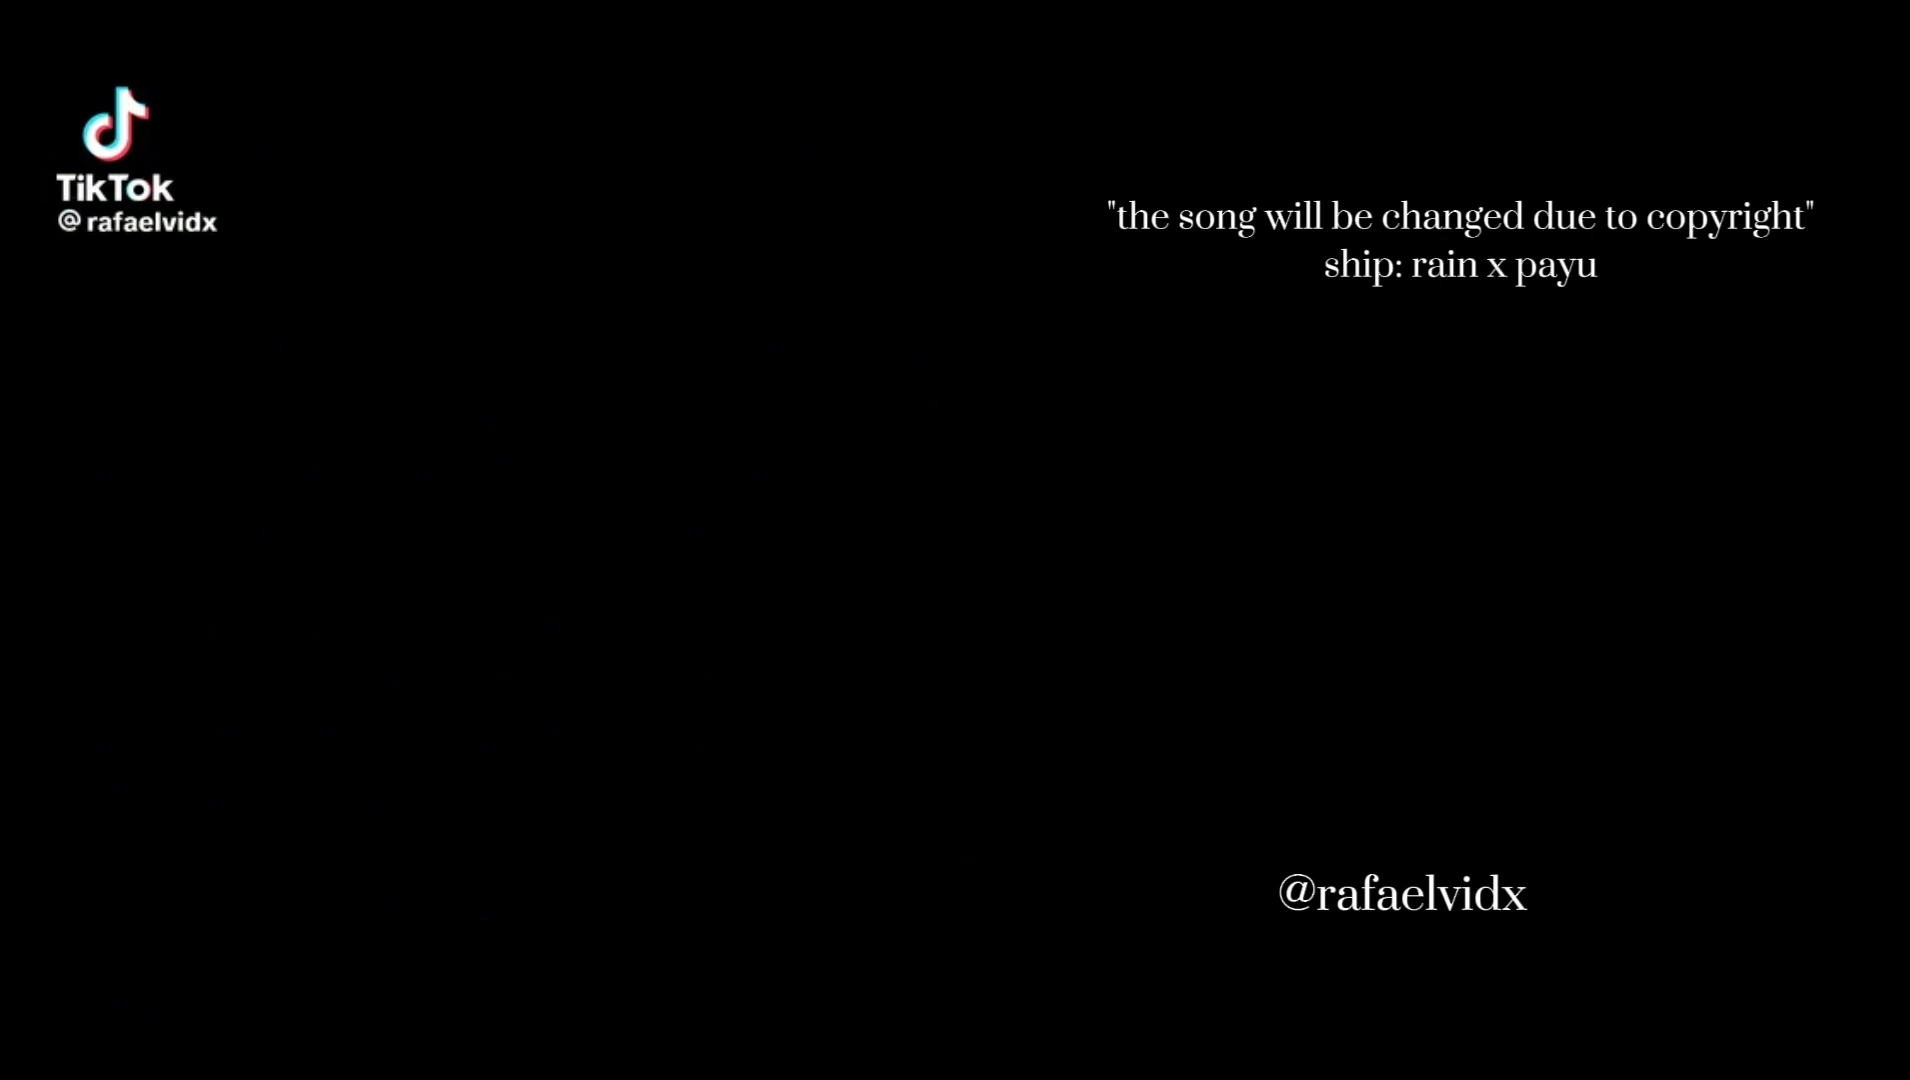 TikTok
@rafaelvidx
"the song will be changed due to copyright"
ship: rain x payu
@rafaelvidx